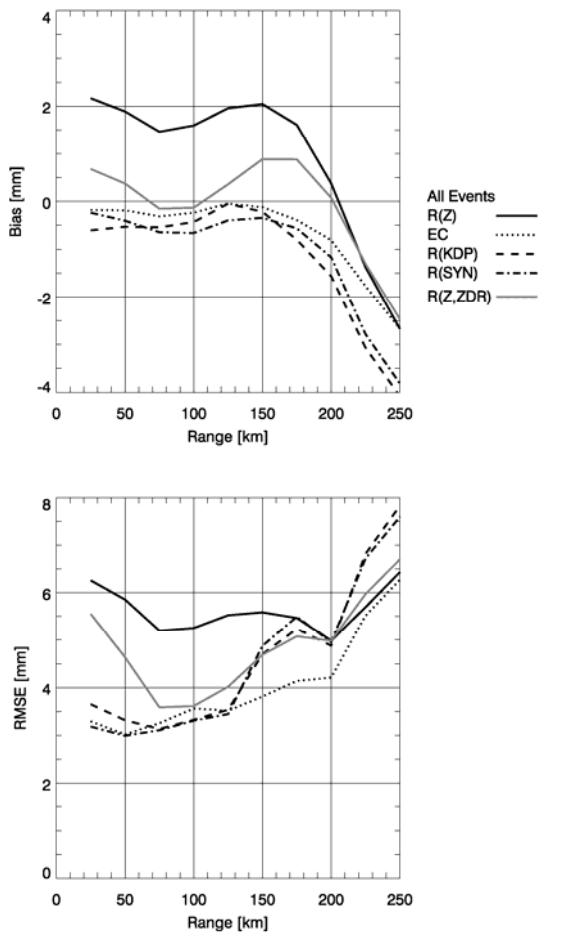 4
2
0
-2
-4
Bias [mm]
0 50 100 150 200 250
Range [km]
All Events
R(Z)
EC
R(KDP)
R(SYN)
R(Z,ZDR)
8
6
4
2
0
RMSE [mm]
0 50 100 150 200 250
Range [km]